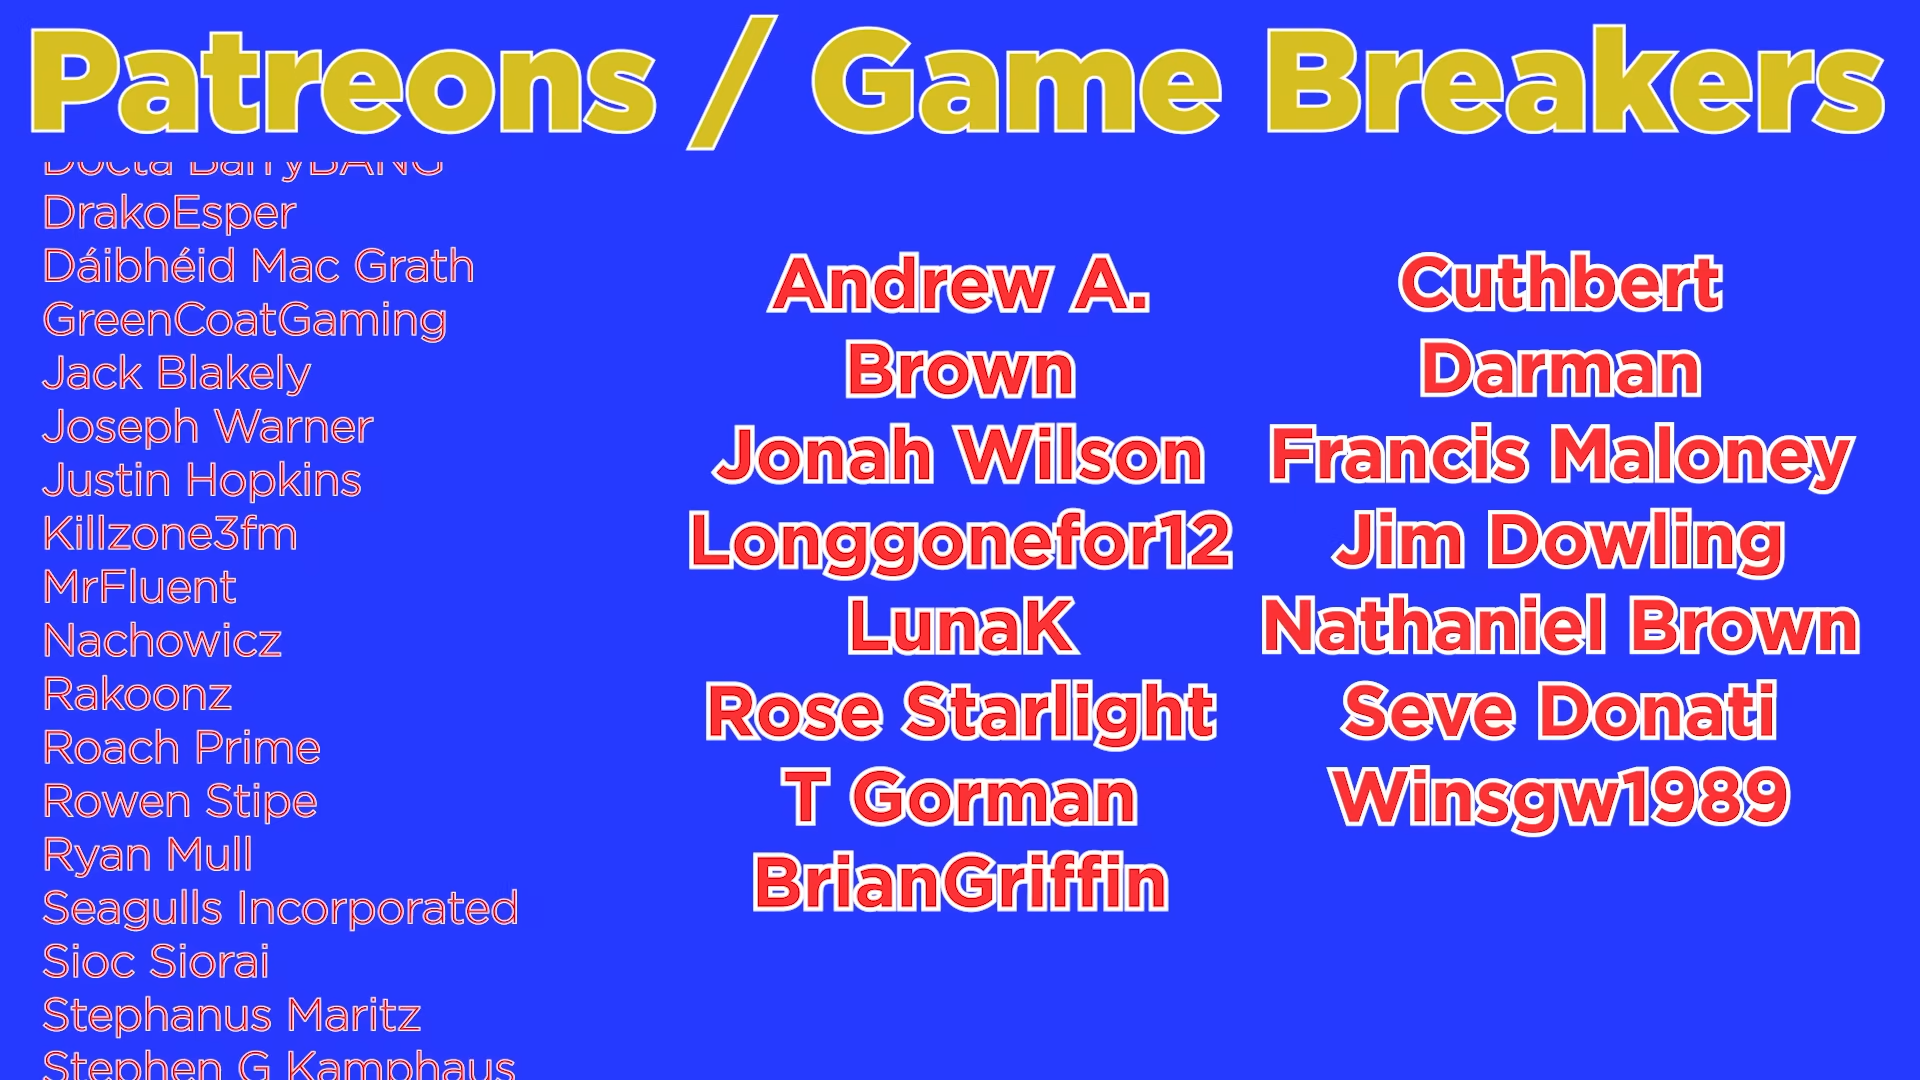 Patreons / Game Breakers
Docta BarryBANG
DrakoEsper
Dáibhéid Mac Grath
GreenCoatGaming
Jack Blakely
Joseph Warner
Justin Hopkins
Killzone3fm
MrFluent
Nachowicz
Rakoonz
Roach Prime
Rowen Stipe
Ryan Mull
Seagulls Incorporated
Sioc Siorai
Stephanus Maritz
Stephen G Kamphaus
Andrew A.
Brown
Jonah Wilson
Longgonefor12
LunaK
Rose Starlight
T Gorman
BrianGriffin
Cuthbert
Darman
Francis Maloney
Jim Dowling
Nathaniel Brown
Seve Donati
Winsgw1989